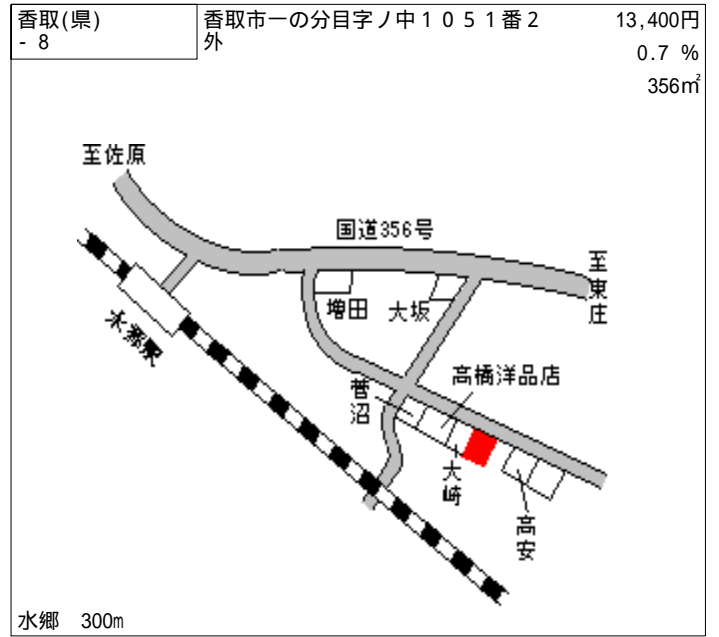 香取(県)
- 8
香取市一の分目字ノ中１０５１番２
外
13,400円
0.7 %
356㎡
至佐原
国道356号
至東庄
増田
大坂
水郷駅
高橋洋品店
菅沼
大崎
高安
水郷 300m